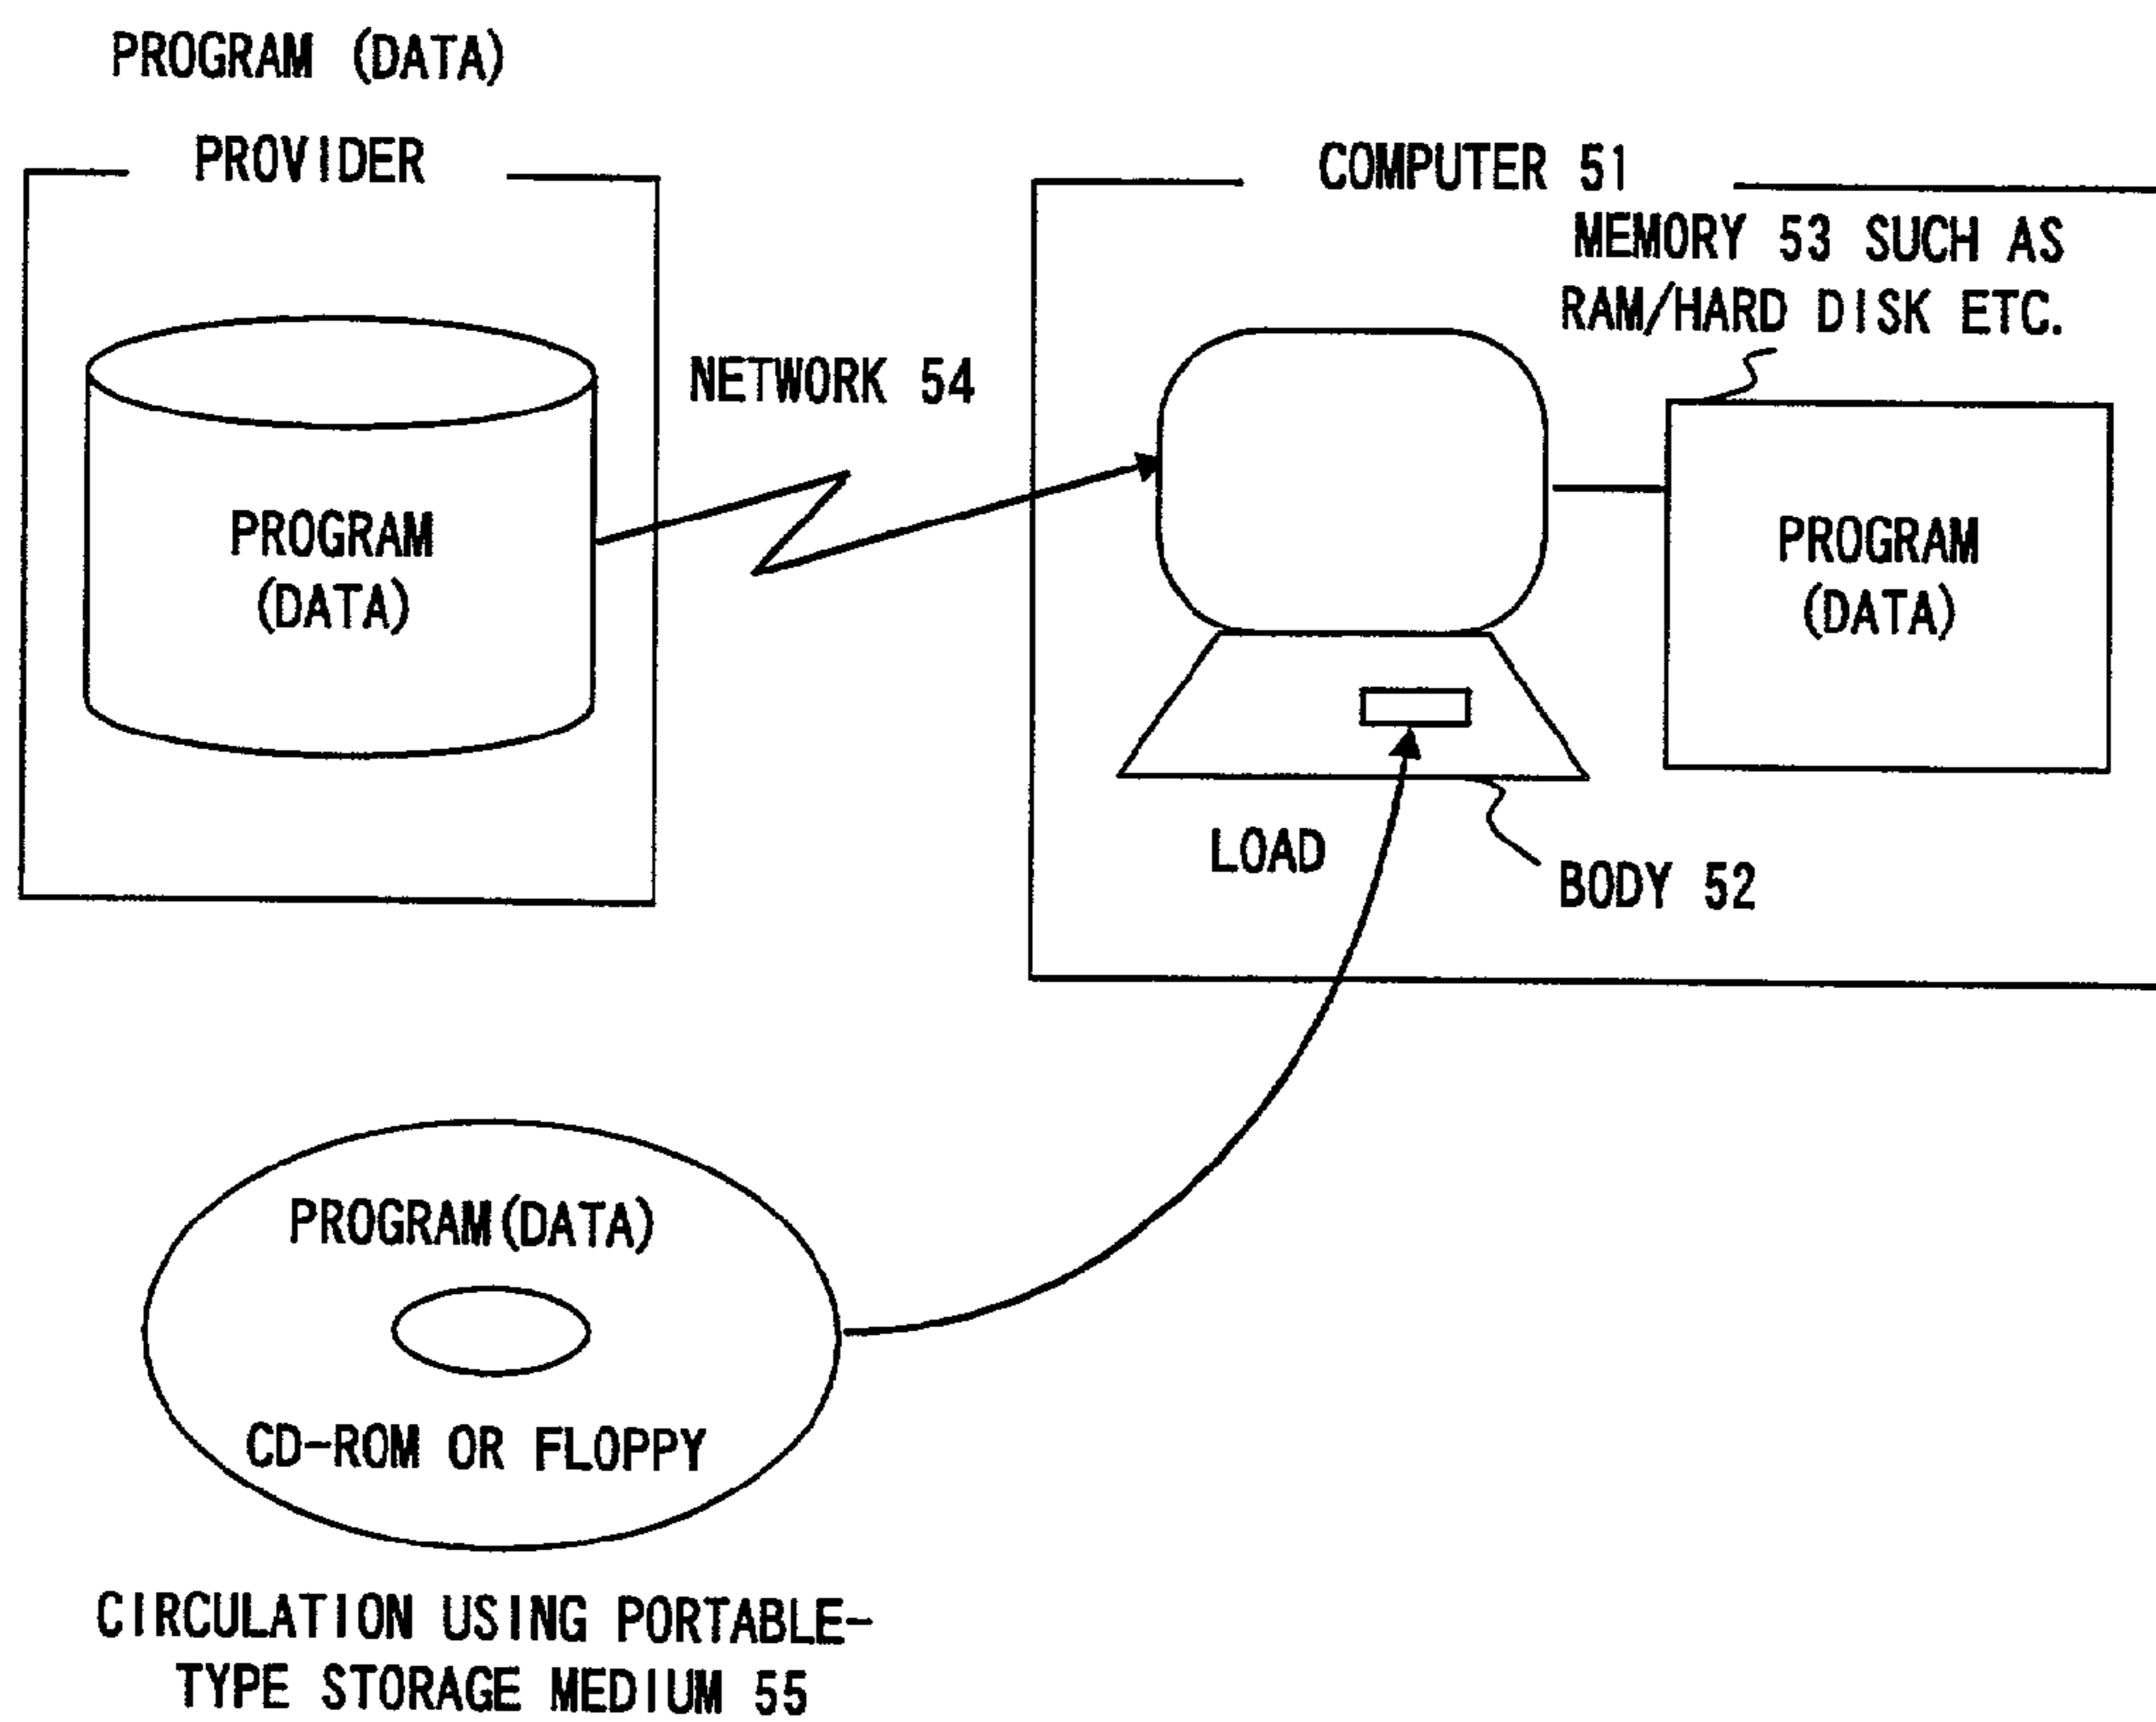 PROGRAM (DATA)
PROVIDER
PROGRAM
(DATA)
NETWORK 54
COMPUTER 51
MEMORY 53 SUCH AS
RAM/HARD DISK ETC.
PROGRAM
(DATA)
LOAD
BODY 52
PROGRAM(DATA)
CD-ROM OR FLOPPY
CIRCULATION USING PORTABLE-
TYPE STORAGE MEDIUM 55